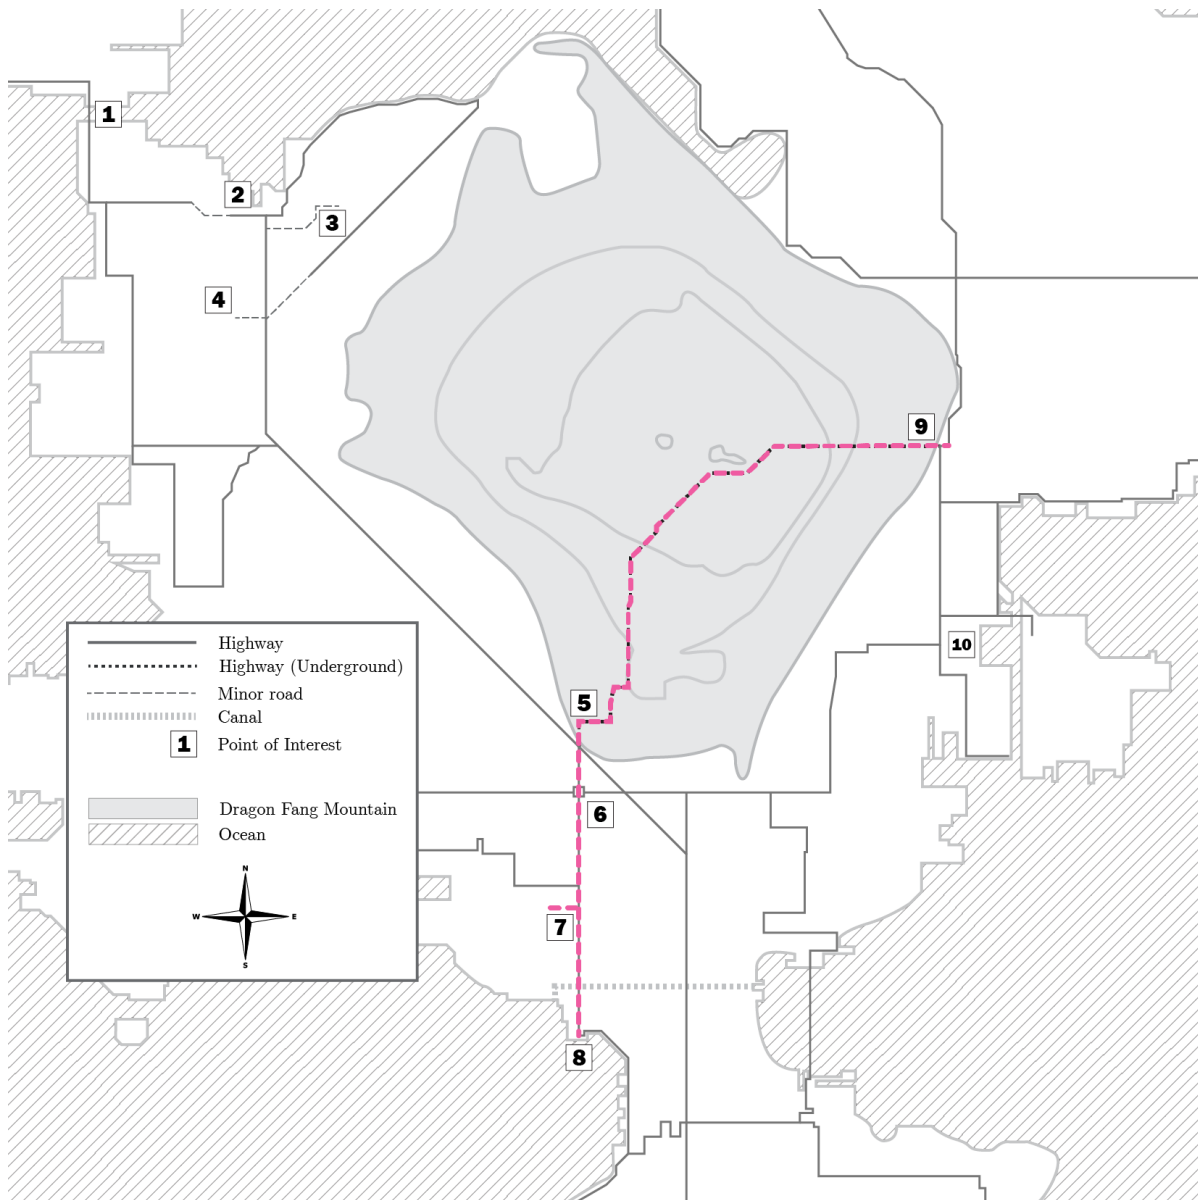 1
2
3
4
9
5
10
6
7
8
Highway
Highway (Underground)
Minor road
Canal
1 Point of Interest
Dragon Fang Mountain
Ocean
N
W E
S